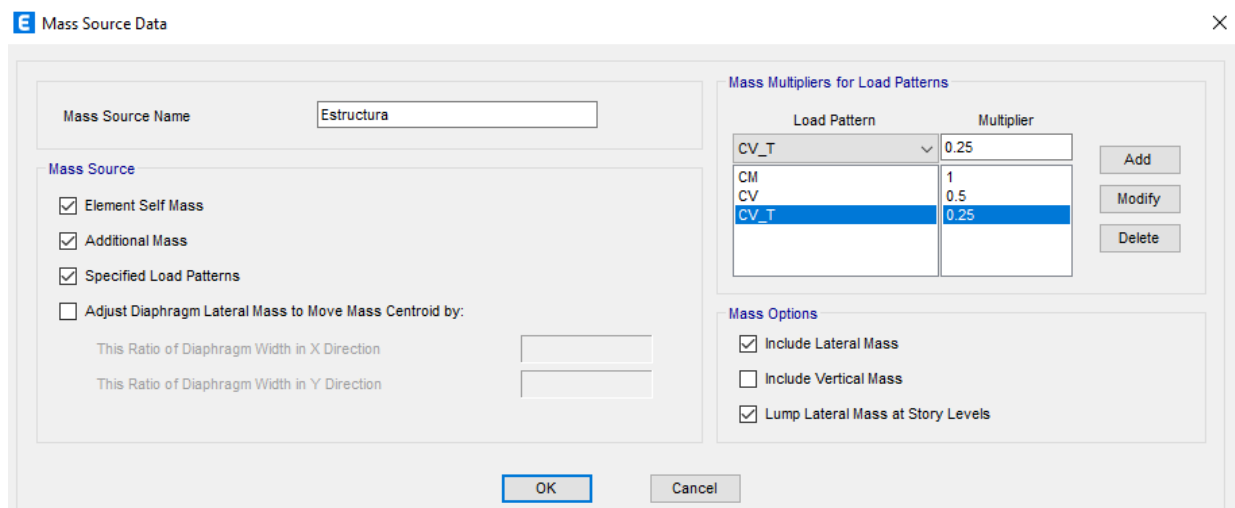 E Mass Source Data
Mass Source Name Estructura
Mass Source
Element Self Mass
Additional Mass
Specified Load Patterns
Adjust Diaphragm Lateral Mass to Move Mass Centroid by:
This Ratio of Diaphragm Width in X Direction
This Ratio of Diaphragm Width in Y Direction
Mass Multipliers for Load Patterns
Load Pattern Multiplier
CV_T 0.25
CM 1
CV 0.5
CV_T 0.25
Add
Modify
Delete
Mass Options
Include Lateral Mass
Include Vertical Mass
Lump Lateral Mass at Story Levels
OK Cancel